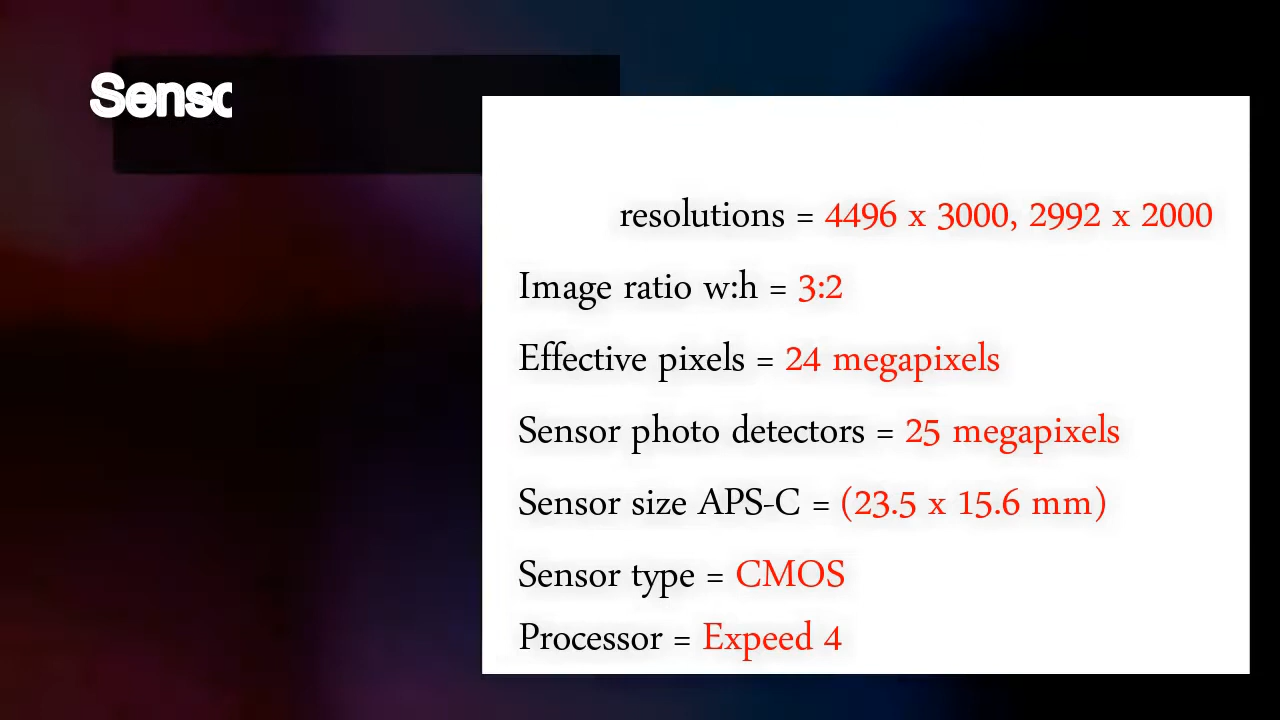 Senso
resolutions = 4496 x 3000, 2992 x 2000
Image ratio w:h = 3:2
Effective pixels = 24 megapixels
Sensor photo detectors = 25 megapixels
Sensor size APS-C = (23.5 x 15.6 mm)
Sensor type = CMOS
Processor = Expeed 4